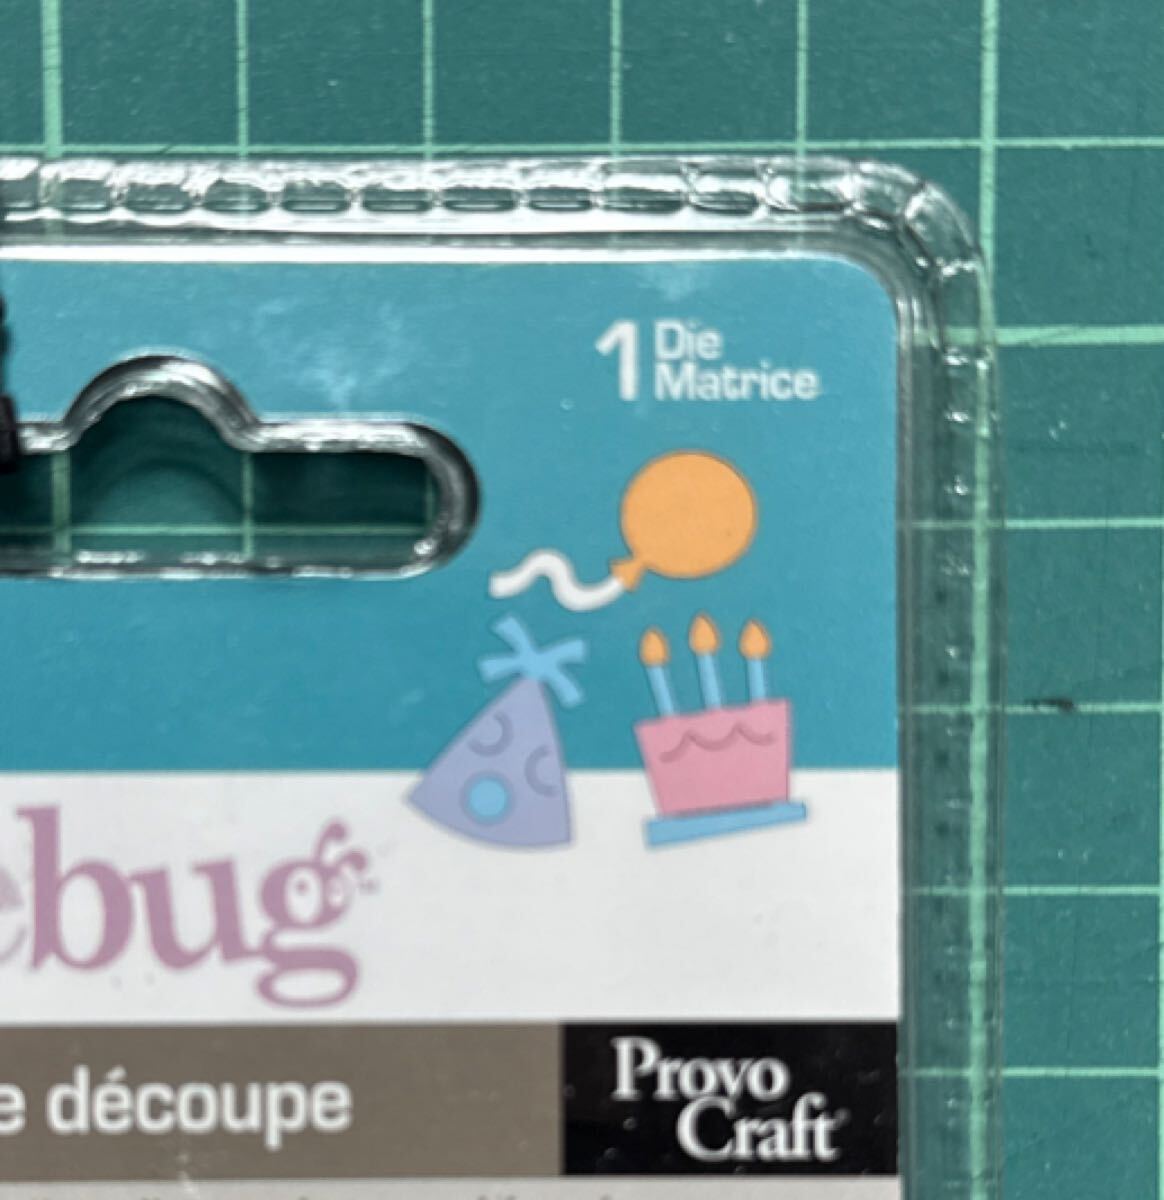 1 Die
Matrice
ebug
e découpe
Provo
Craft